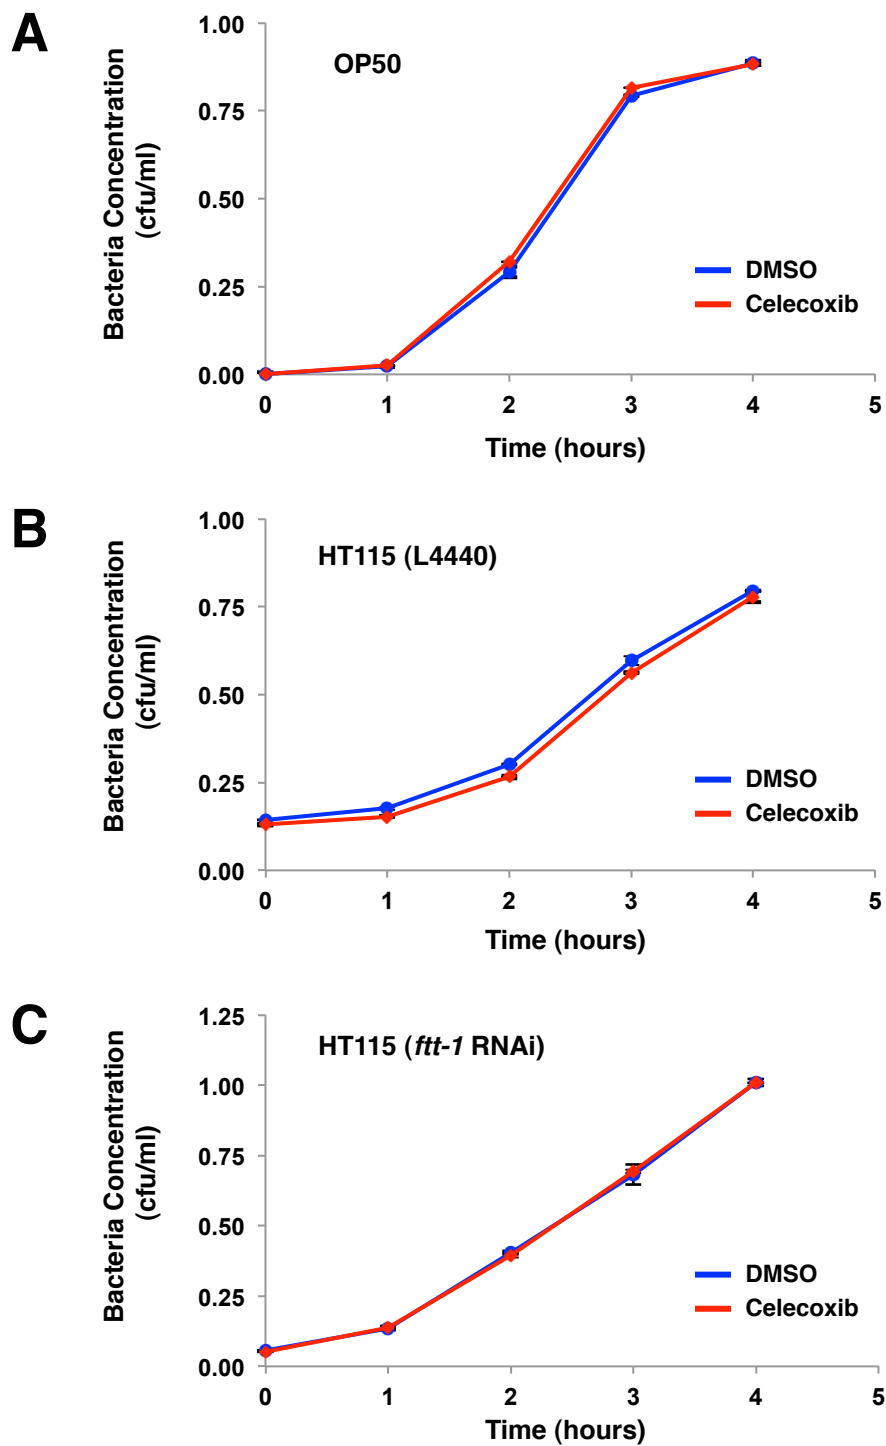 A
OP50
Bacteria Concentration
(cfu/ml)
1.00
0.75
0.50
0.25
0.00
DMSO
Celecoxib
0 1 2 3 4 5
Time (hours)
B
HT115 (L4440)
Bacteria Concentration
(cfu/ml)
1.00
0.75
0.50
0.25
0.00
DMSO
Celecoxib
0 1 2 3 4 5
Time (hours)
C
HT115 (ftt-1 RNAi)
Bacteria Concentration
(cfu/ml)
1.25
1.00
0.75
0.50
0.25
0.00
DMSO
Celecoxib
0 1 2 3 4 5
Time (hours)